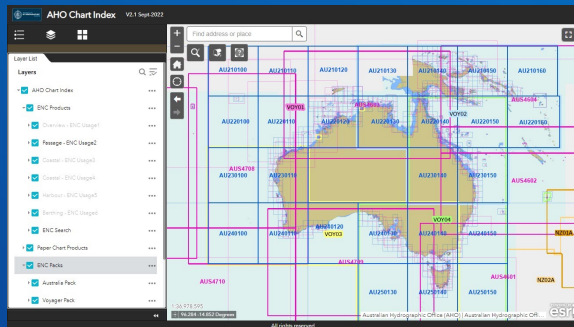 AHO Chart Index V2.1 Sept.2022
Find address or place
Layer List
Layers
AHO Chart Index
ENC Products
Overview - ENC Usage1
Passage - ENC Usage2
Coastal - ENC Usage3
Coastal - ENC Usage4
Harbour - ENC Usage5
Berthing - ENC Usage6
ENC Search
Paper Chart Products
ENC Packs
Australia Pack
Voyager Pack
AU210100 AU210110 AU210120 AU210130 AU210140 AU210150 AU210160
VOY01 AUS4603 VOY02 AUS4604
AU220100 AU220110 AU220120 AU220130 AU220140 AU220150 AU220160
AUS4708 AUS4602
AU230100 AU230110 AU230140 AU230150
VOY04
AU240100 AU240110 AU240120 AU240130 AU240140 AU240150 NZ01A
VOY03
AUS4709
AUS4710 AUS4601 NZ02A
AU250130 AU250140 AU250150
1:36,978,595
96.284 -14.852 Degrees
Australian Hydrographic Office (AHO) | Australian Hydrographic Offi...
esri
All rights reserved